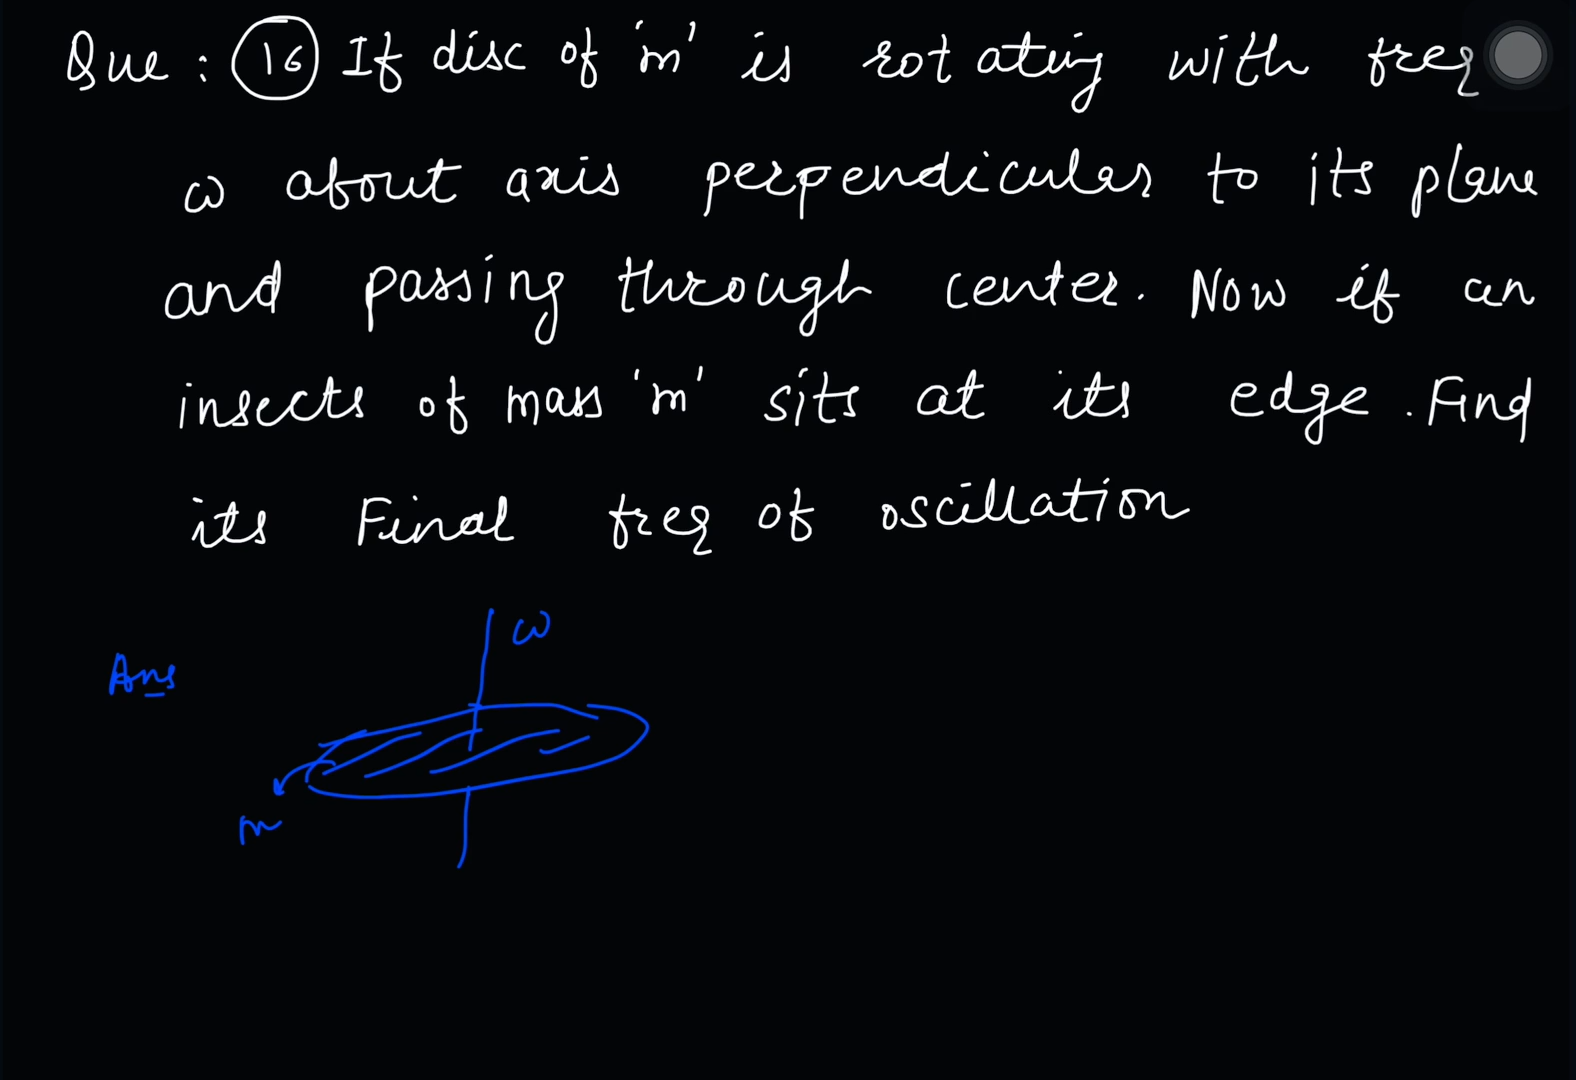 Que : 16 If disc of 'm' is rotating with freq
ω about axis perpendicular to its plane
and passing through center. Now if an
insects of mass 'm' sits at its edge. Find
its Final freq of oscillation
ω
Ans
m